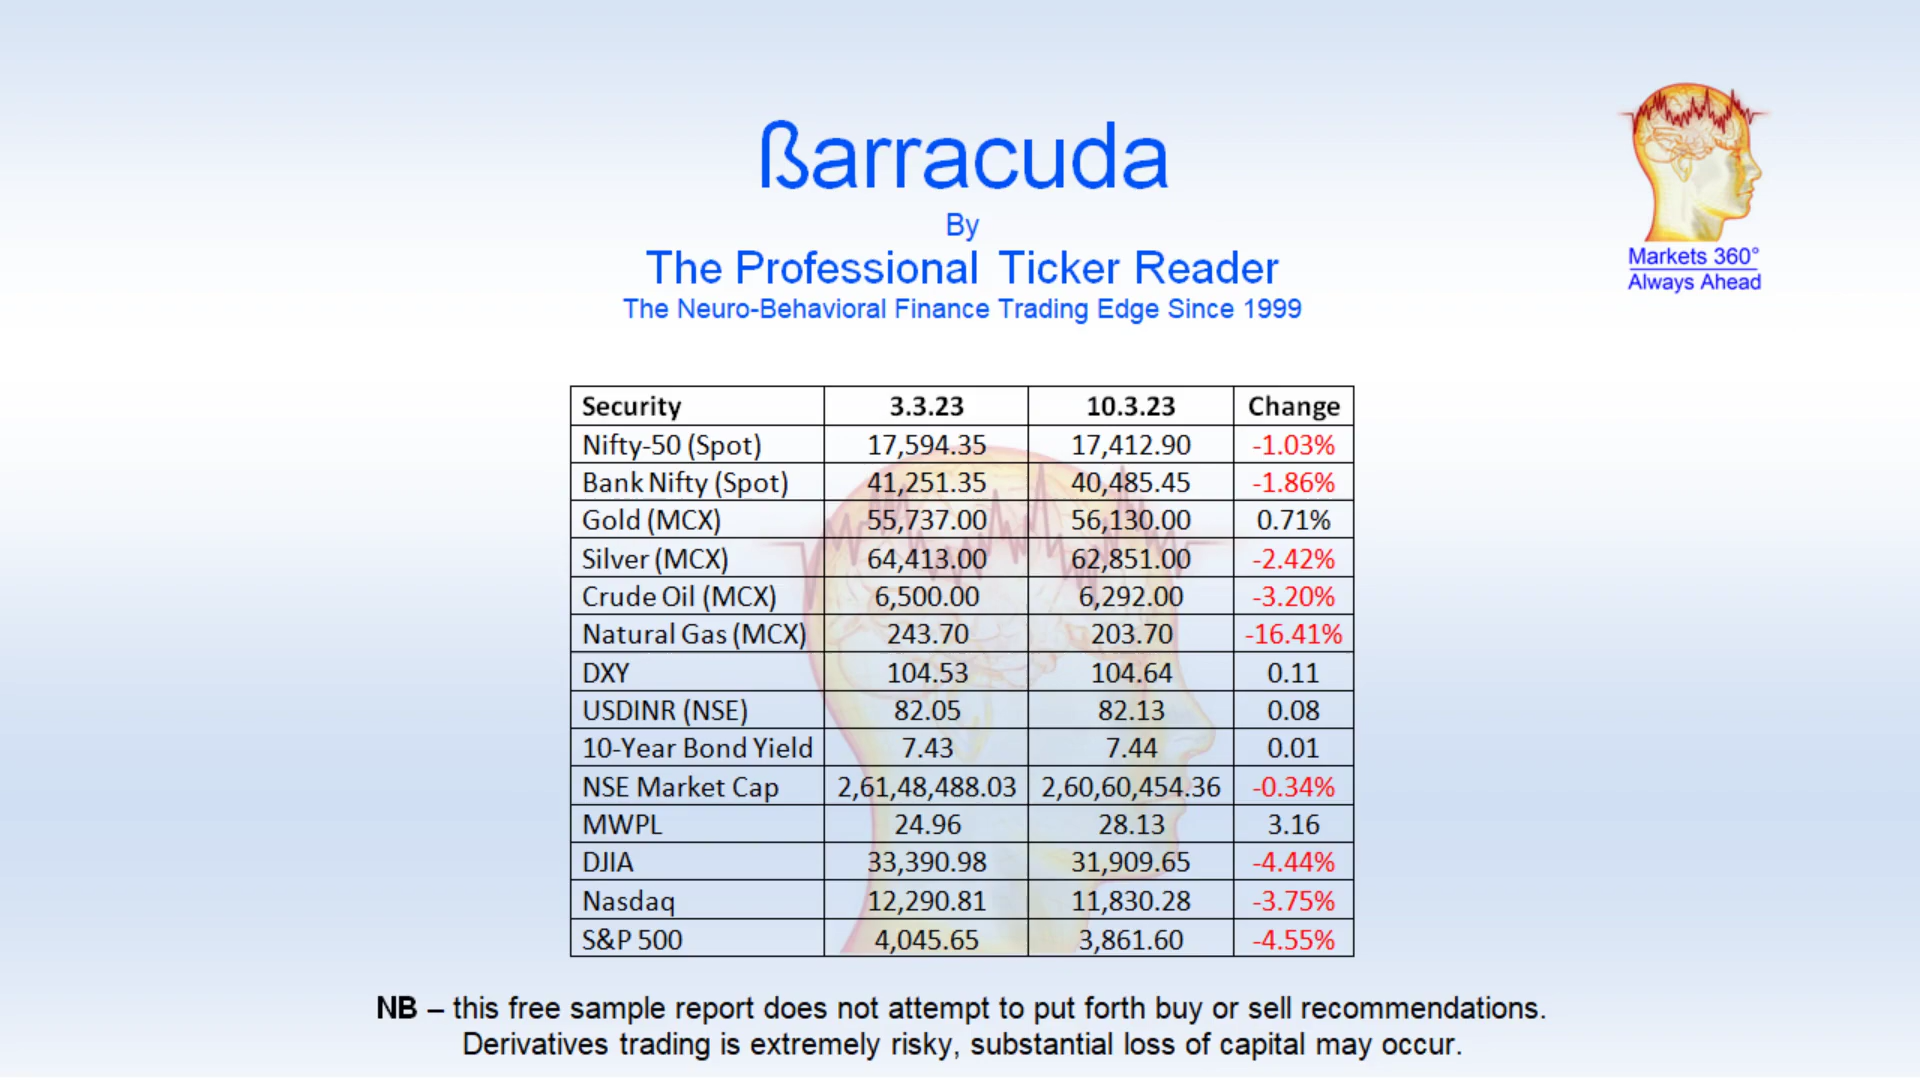 ßarracuda
By
The Professional Ticker Reader
The Neuro-Behavioral Finance Trading Edge Since 1999
Markets 360°
Always Ahead
Security 3.3.23 10.3.23 Change
Nifty-50 (Spot) 17,594.35 17,412.90 -1.03%
Bank Nifty (Spot) 41,251.35 40,485.45 -1.86%
Gold (MCX) 55,737.00 56,130.00 0.71%
Silver (MCX) 64,413.00 62,851.00 -2.42%
Crude Oil (MCX) 6,500.00 6,292.00 -3.20%
Natural Gas (MCX) 243.70 203.70 -16.41%
DXY 104.53 104.64 0.11
USDINR (NSE) 82.05 82.13 0.08
10-Year Bond Yield 7.43 7.44 0.01
NSE Market Cap 2,61,48,488.03 2,60,60,454.36 -0.34%
MWPL 24.96 28.13 3.16
DJIA 33,390.98 31,909.65 -4.44%
Nasdaq 12,290.81 11,830.28 -3.75%
S&P 500 4,045.65 3,861.60 -4.55%
NB – this free sample report does not attempt to put forth buy or sell recommendations.
Derivatives trading is extremely risky, substantial loss of capital may occur.